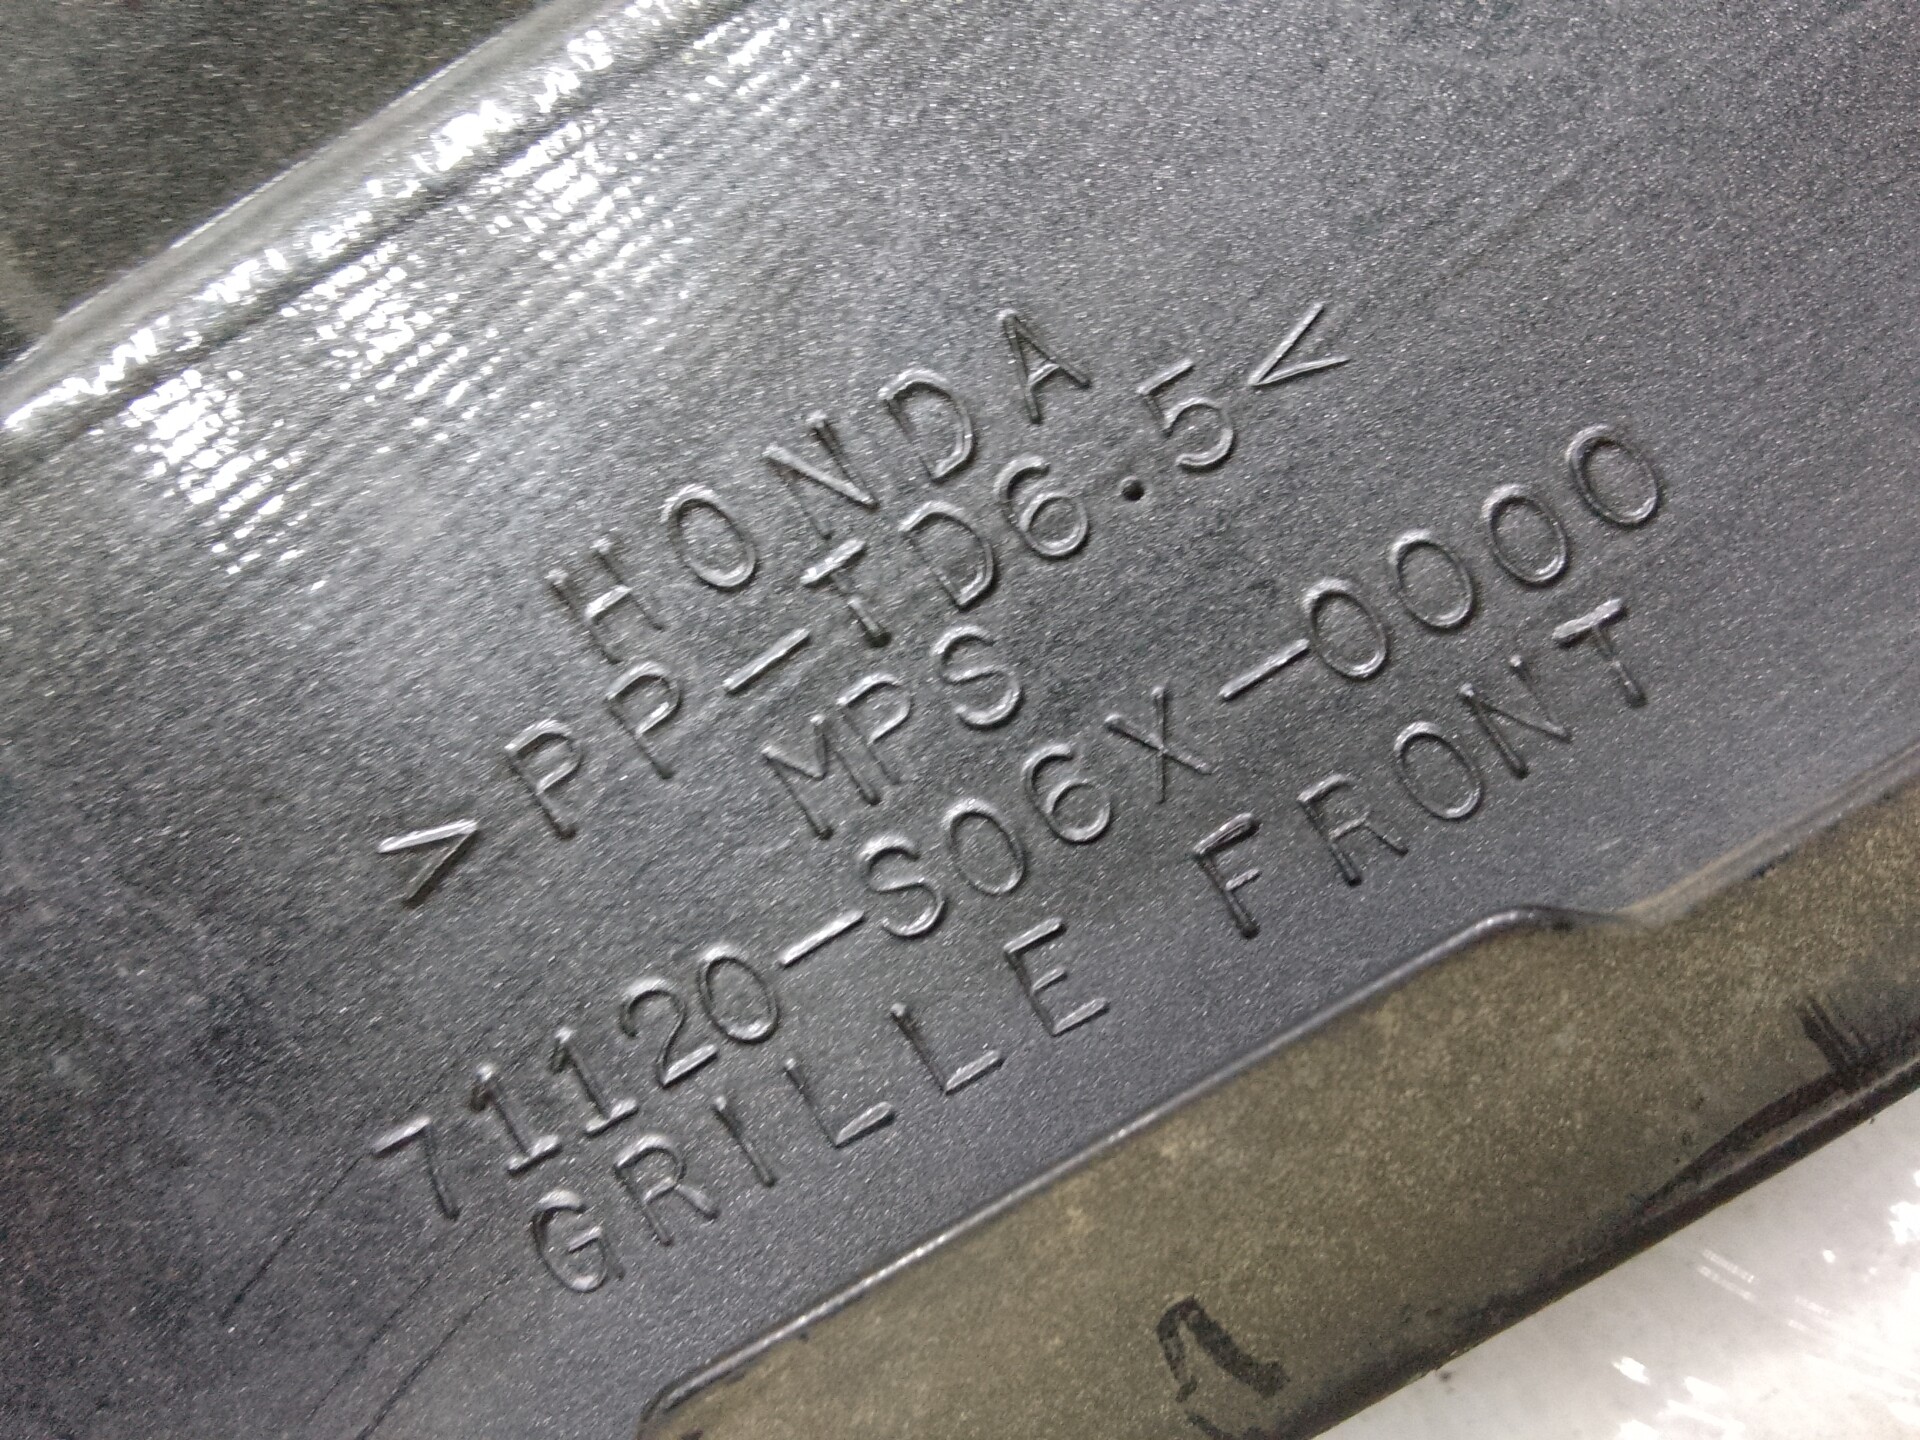 HONDA
>PP-TD6.5<
MPS
71120-S06X-0000
GRILLE FRONT